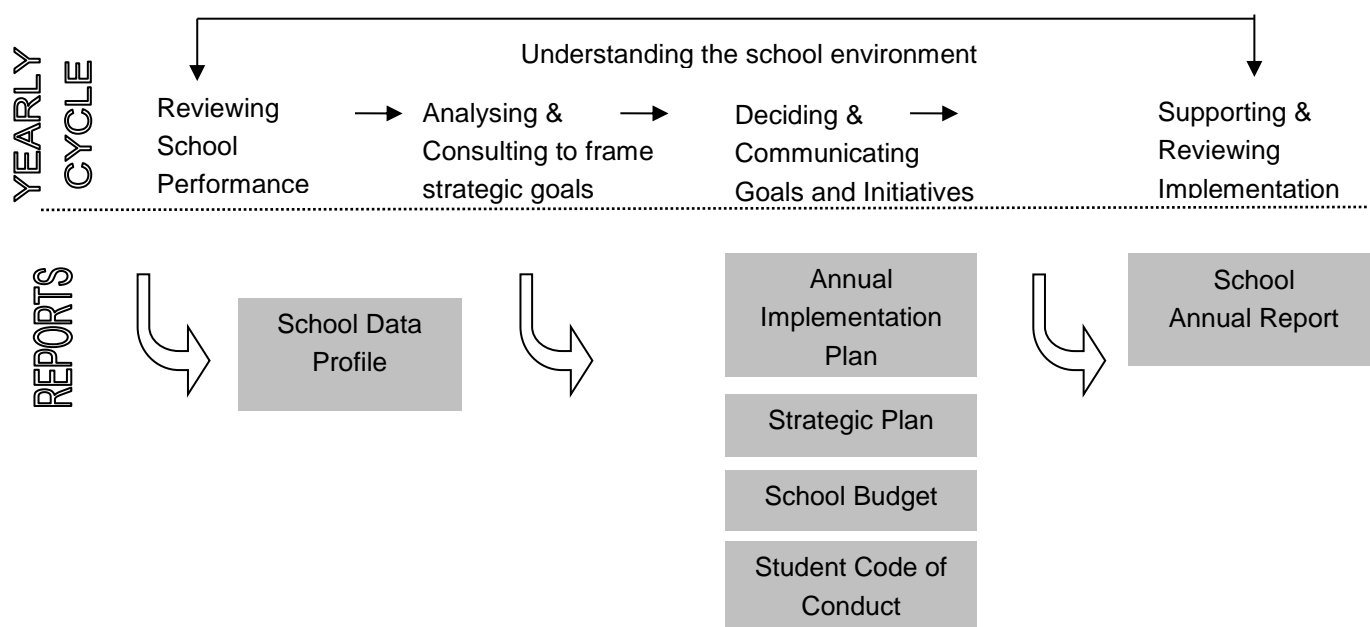 YEARLY
CYCLE
Understanding the school environment
Reviewing
School
Performance
Analysing &
Consulting to frame
strategic goals
Deciding &
Communicating
Goals and Initiatives
Supporting &
Reviewing
Implementation
REPORTS
School Data
Profile
Annual
Implementation
Plan
Strategic Plan
School Budget
Student Code of
Conduct
School
Annual Report